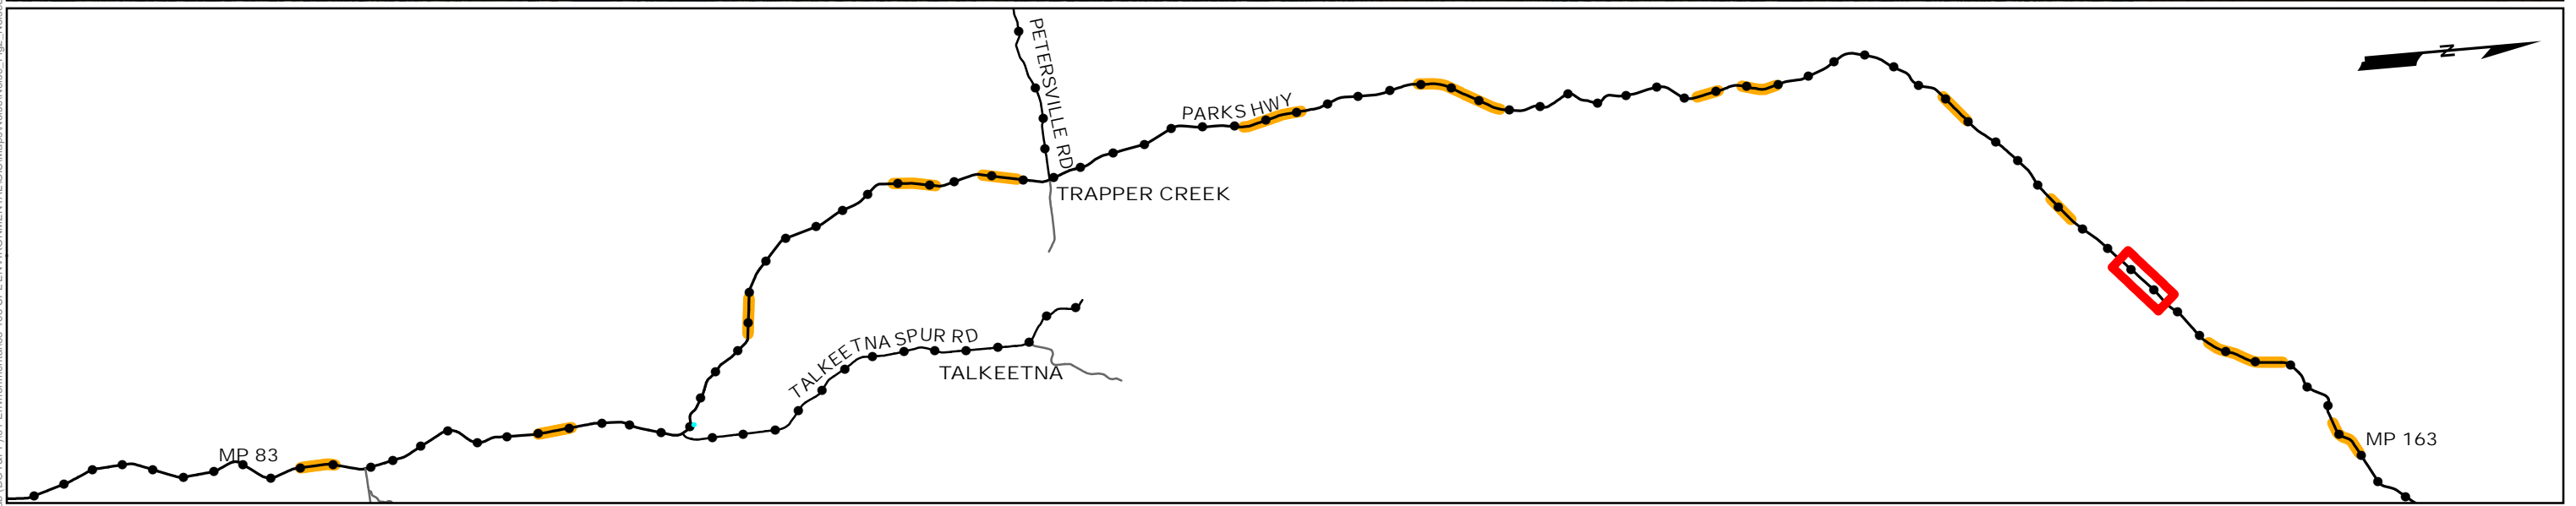 PETERSVILLE RD
PARKS HWY
N
TRAPPER CREEK
TALKEETNA SPUR RD
TALKEETNA
MP 83
MP 163